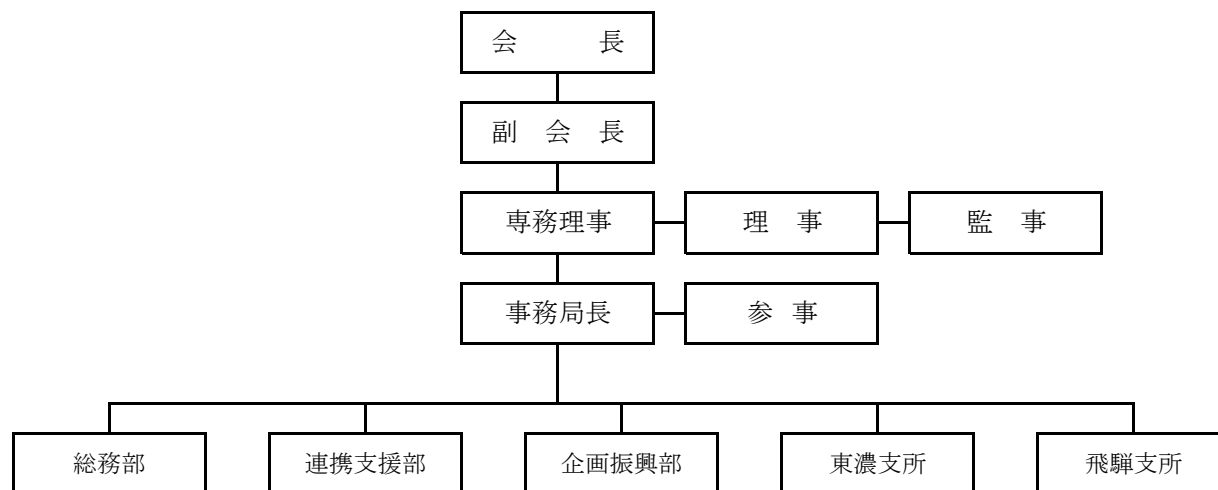 会長
副会長
専務理事 理事 監事
事務局長 参事
総務部 連携支援部 企画振興部 東濃支所 飛騨支所